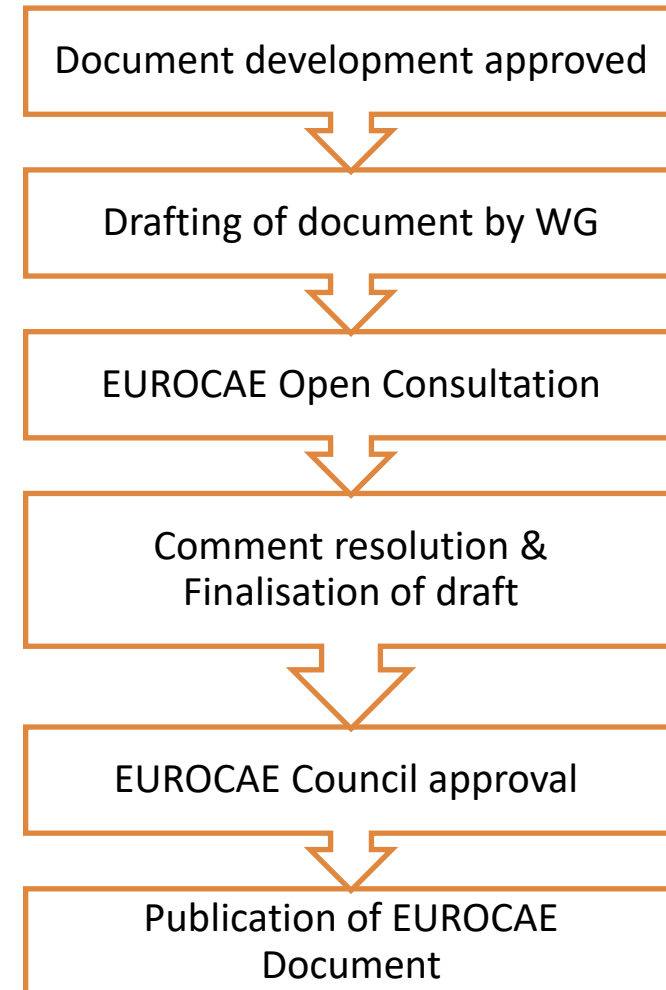 Document development approved
Drafting of document by WG
EUROCAE Open Consultation
Comment resolution &
Finalisation of draft
EUROCAE Council approval
Publication of EUROCAE
Document